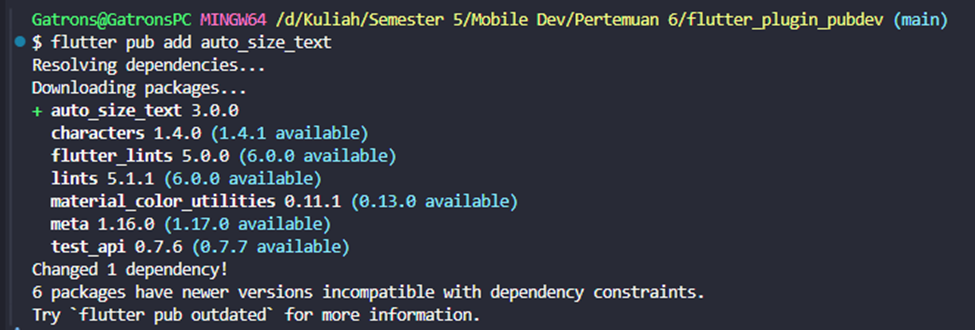 Gatrons@GatronsPC MINGW64 /d/Kuliah/Semester 5/Mobile Dev/Pertemuan 6/flutter_plugin_pubdev (main)
$ flutter pub add auto_size_text
Resolving dependencies...
Downloading packages...
+ auto_size_text 3.0.0
characters 1.4.0 (1.4.1 available)
flutter_lints 5.0.0 (6.0.0 available)
lints 5.1.1 (6.0.0 available)
material_color_utilities 0.11.1 (0.13.0 available)
meta 1.16.0 (1.17.0 available)
test_api 0.7.6 (0.7.7 available)
Changed 1 dependency!
6 packages have newer versions incompatible with dependency constraints.
Try `flutter pub outdated` for more information.